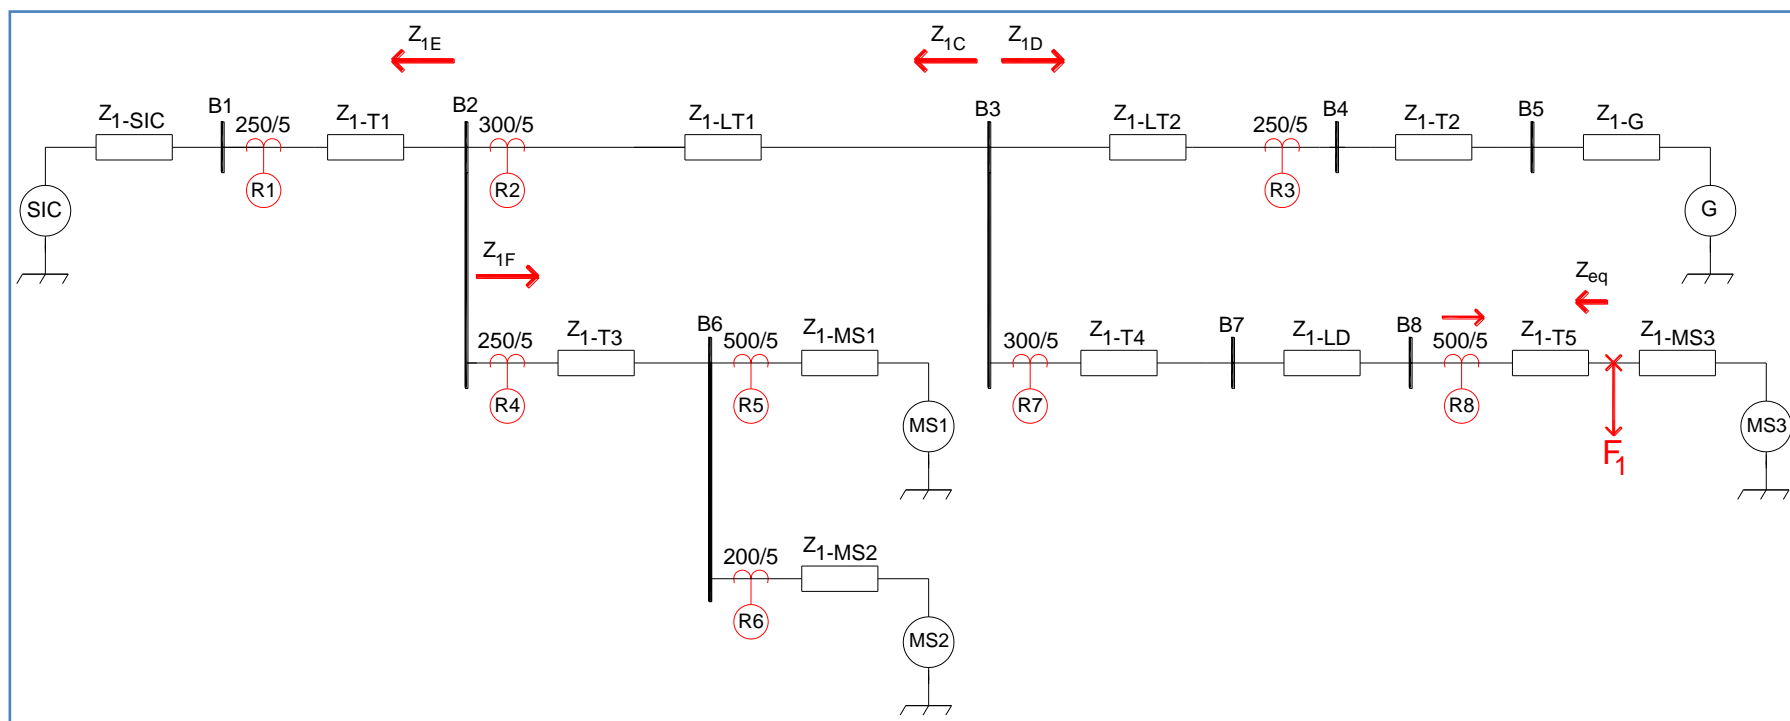 Z1E
Z1C
Z1D
Z1-SIC
B1
250/5
Z1-T1
B2
300/5
Z1-LT1
B3
Z1-LT2
250/5
B4
Z1-T2
B5
Z1-G
R1
R2
R3
SIC
G
Z1F
Zeq
250/5
Z1-T3
B6
500/5
Z1-MS1
300/5
Z1-T4
B7
Z1-LD
B8
500/5
Z1-T5
Z1-MS3
R4
R5
R7
R8
MS1
MS3
F1
200/5
Z1-MS2
R6
MS2